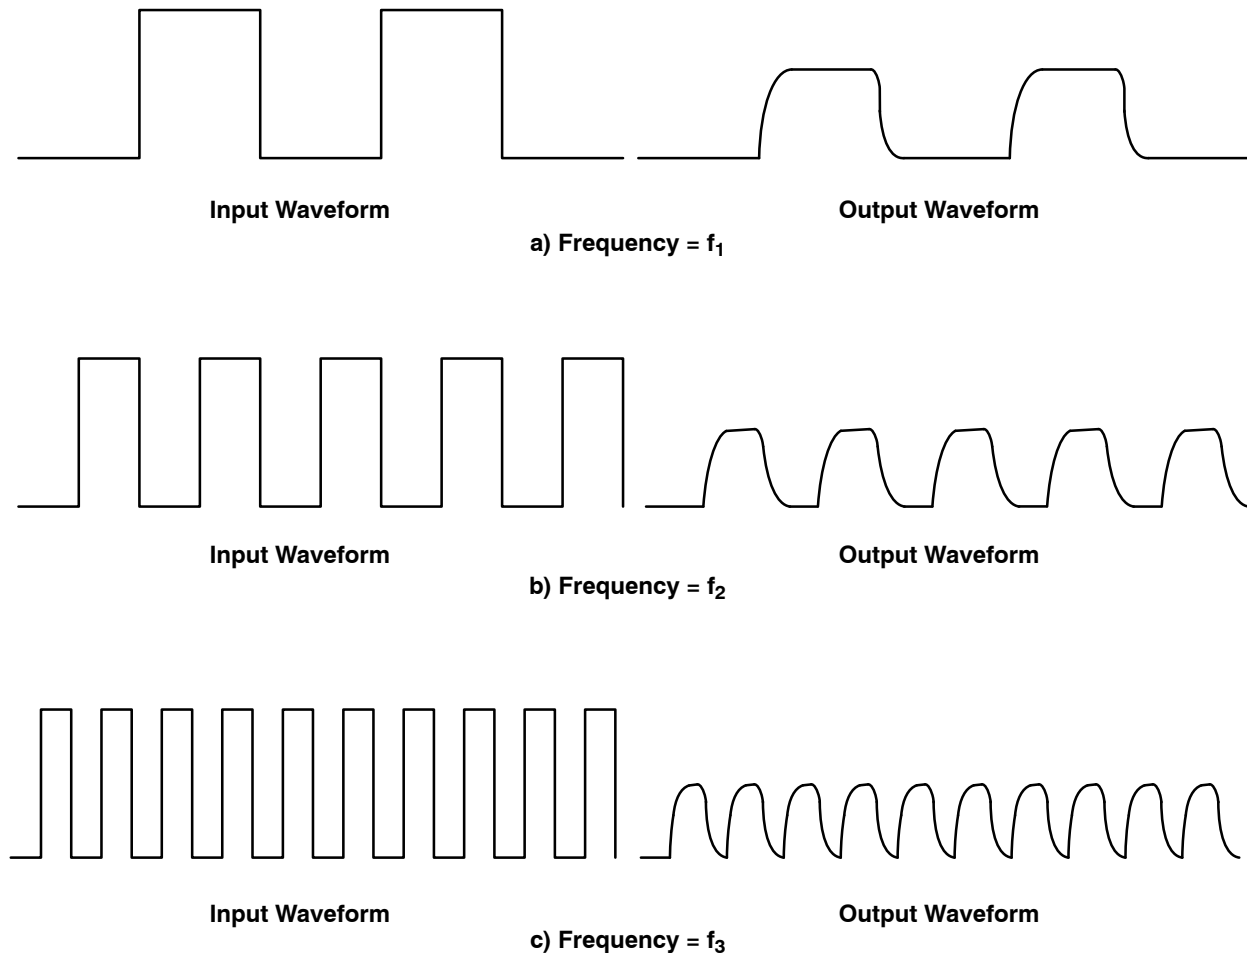 Input Waveform
Output Waveform
a) Frequency = f₁
Input Waveform
Output Waveform
b) Frequency = f₂
Input Waveform
Output Waveform
c) Frequency = f₃